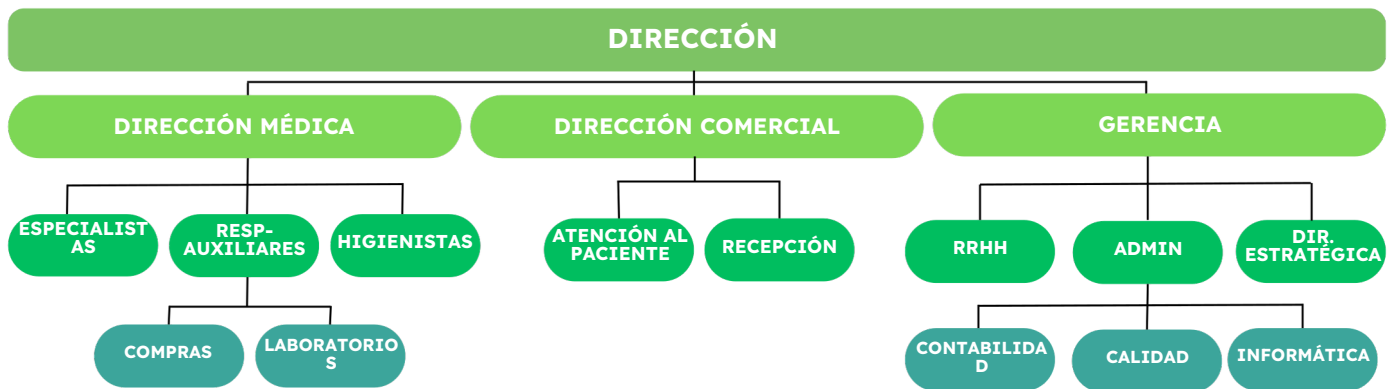 DIRECCIÓN
DIRECCIÓN MÉDICA
DIRECCIÓN COMERCIAL
GERENCIA
ESPECIALIST
AS
RESP-
AUXILIARES
HIGIENISTAS
ATENCIÓN AL
PACIENTE
RECEPCIÓN
RRHH
ADMIN
DIR.
ESTRATÉGICA
COMPRAS
LABORATORIO
S
CONTABILIDA
D
CALIDAD
INFORMÁTICA